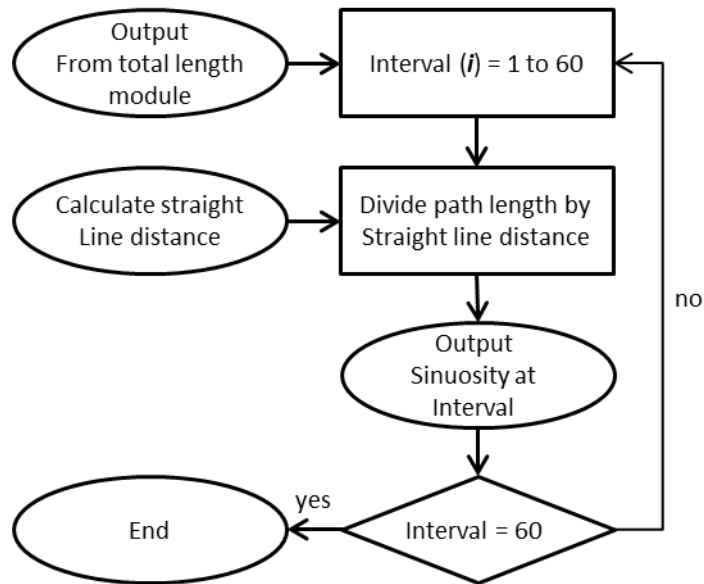 Output
From total length
module
Interval (i) = 1 to 60
Calculate straight
Line distance
Divide path length by
Straight line distance
no
Output
Sinuosity at
Interval
yes
End
Interval = 60